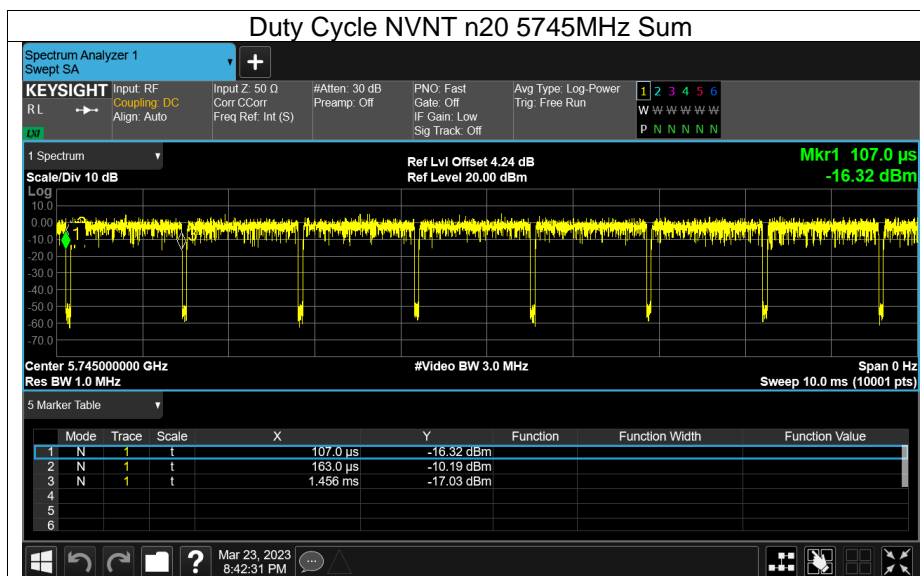 Duty Cycle NVNT n20 5745MHz Sum
Spectrum Analyzer 1
Swept SA
+
KEYSIGHT Input: RF Input Z: 50 Ω #Atten: 30 dB PNO: Fast Avg Type: Log-Power 1 2 3 4 5 6
RL Coupling: DC Corr CCorr Preamp: Off Gate: Off Trig: Free Run W W W W W W
Align: Auto Freq Ref: Int (S) IF Gain: Low
LXI Sig Track: Off P N N N N N
1 Spectrum Ref Lvl Offset 4.24 dB Mkr1 107.0 µs
Scale/Div 10 dB Ref Level 20.00 dBm -16.32 dBm
Log
10.0
0.00
1
-10.0
-20.0
-30.0
-40.0
-50.0
-60.0
-70.0
Center 5.745000000 GHz #Video BW 3.0 MHz Span 0 Hz
Res BW 1.0 MHz Sweep 10.0 ms (10001 pts)
5 Marker Table
Mode Trace Scale X Y Function Function Width Function Value
1 N 1 t 107.0 µs -16.32 dBm
2 N 1 t 163.0 µs -10.19 dBm
3 N 1 t 1.456 ms -17.03 dBm
4
5
6
? Mar 23, 2023
8:42:31 PM